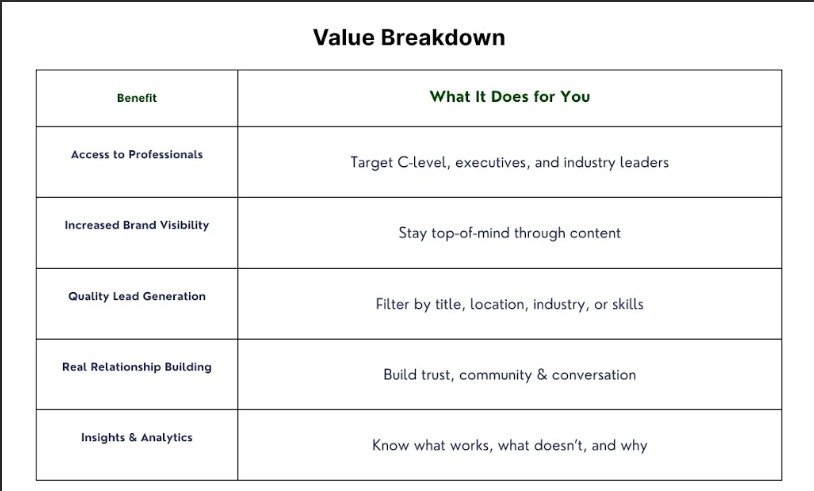 Value Breakdown
Benefit
What It Does for You
Access to Professionals
Target C-level, executives, and industry leaders
Increased Brand Visibility
Stay top-of-mind through content
Quality Lead Generation
Filter by title, location, industry, or skills
Real Relationship Building
Build trust, community & conversation
Insights & Analytics
Know what works, what doesn't, and why